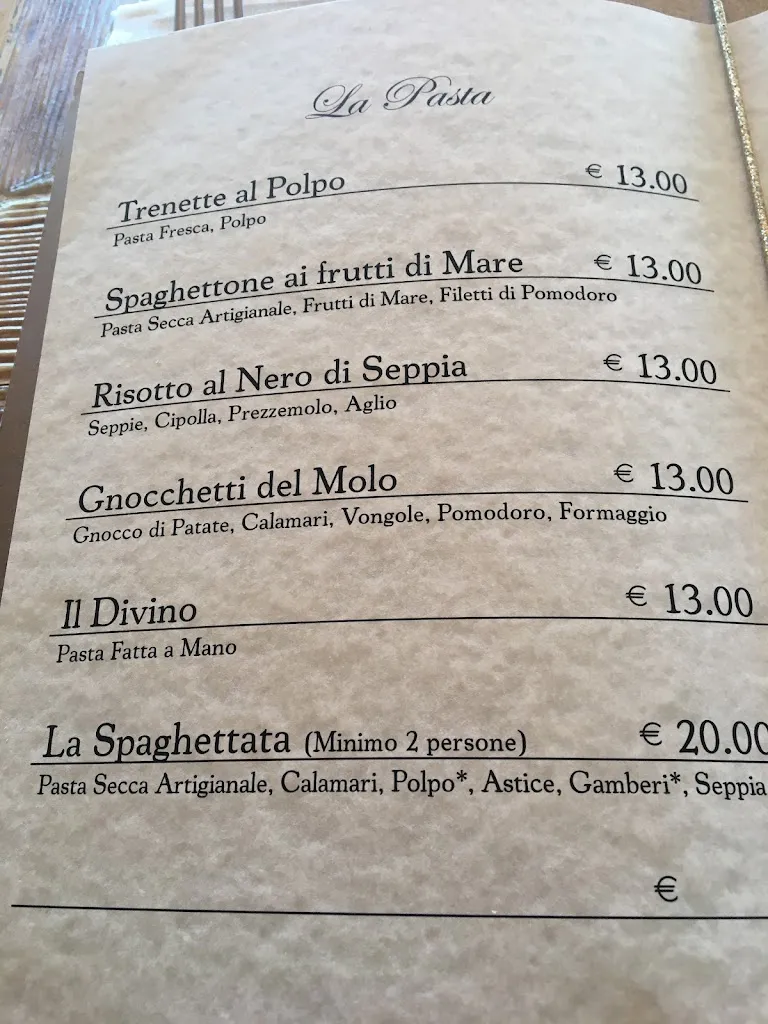 La Pasta
Trenette al Polpo € 13.00
Pasta Fresca, Polpo
Spaghettone ai frutti di Mare € 13.00
Pasta Secca Artigianale, Frutti di Mare, Filetti di Pomodoro
Risotto al Nero di Seppia € 13.00
Seppie, Cipolla, Prezzemolo, Aglio
Gnocchetti del Molo € 13.00
Gnocco di Patate, Calamari, Vongole, Pomodoro, Formaggio
Il Divino € 13.00
Pasta Fatta a Mano
La Spaghettata (Minimo 2 persone) € 20.00
Pasta Secca Artigianale, Calamari, Polpo*, Astice, Gamberi*, Seppia
€